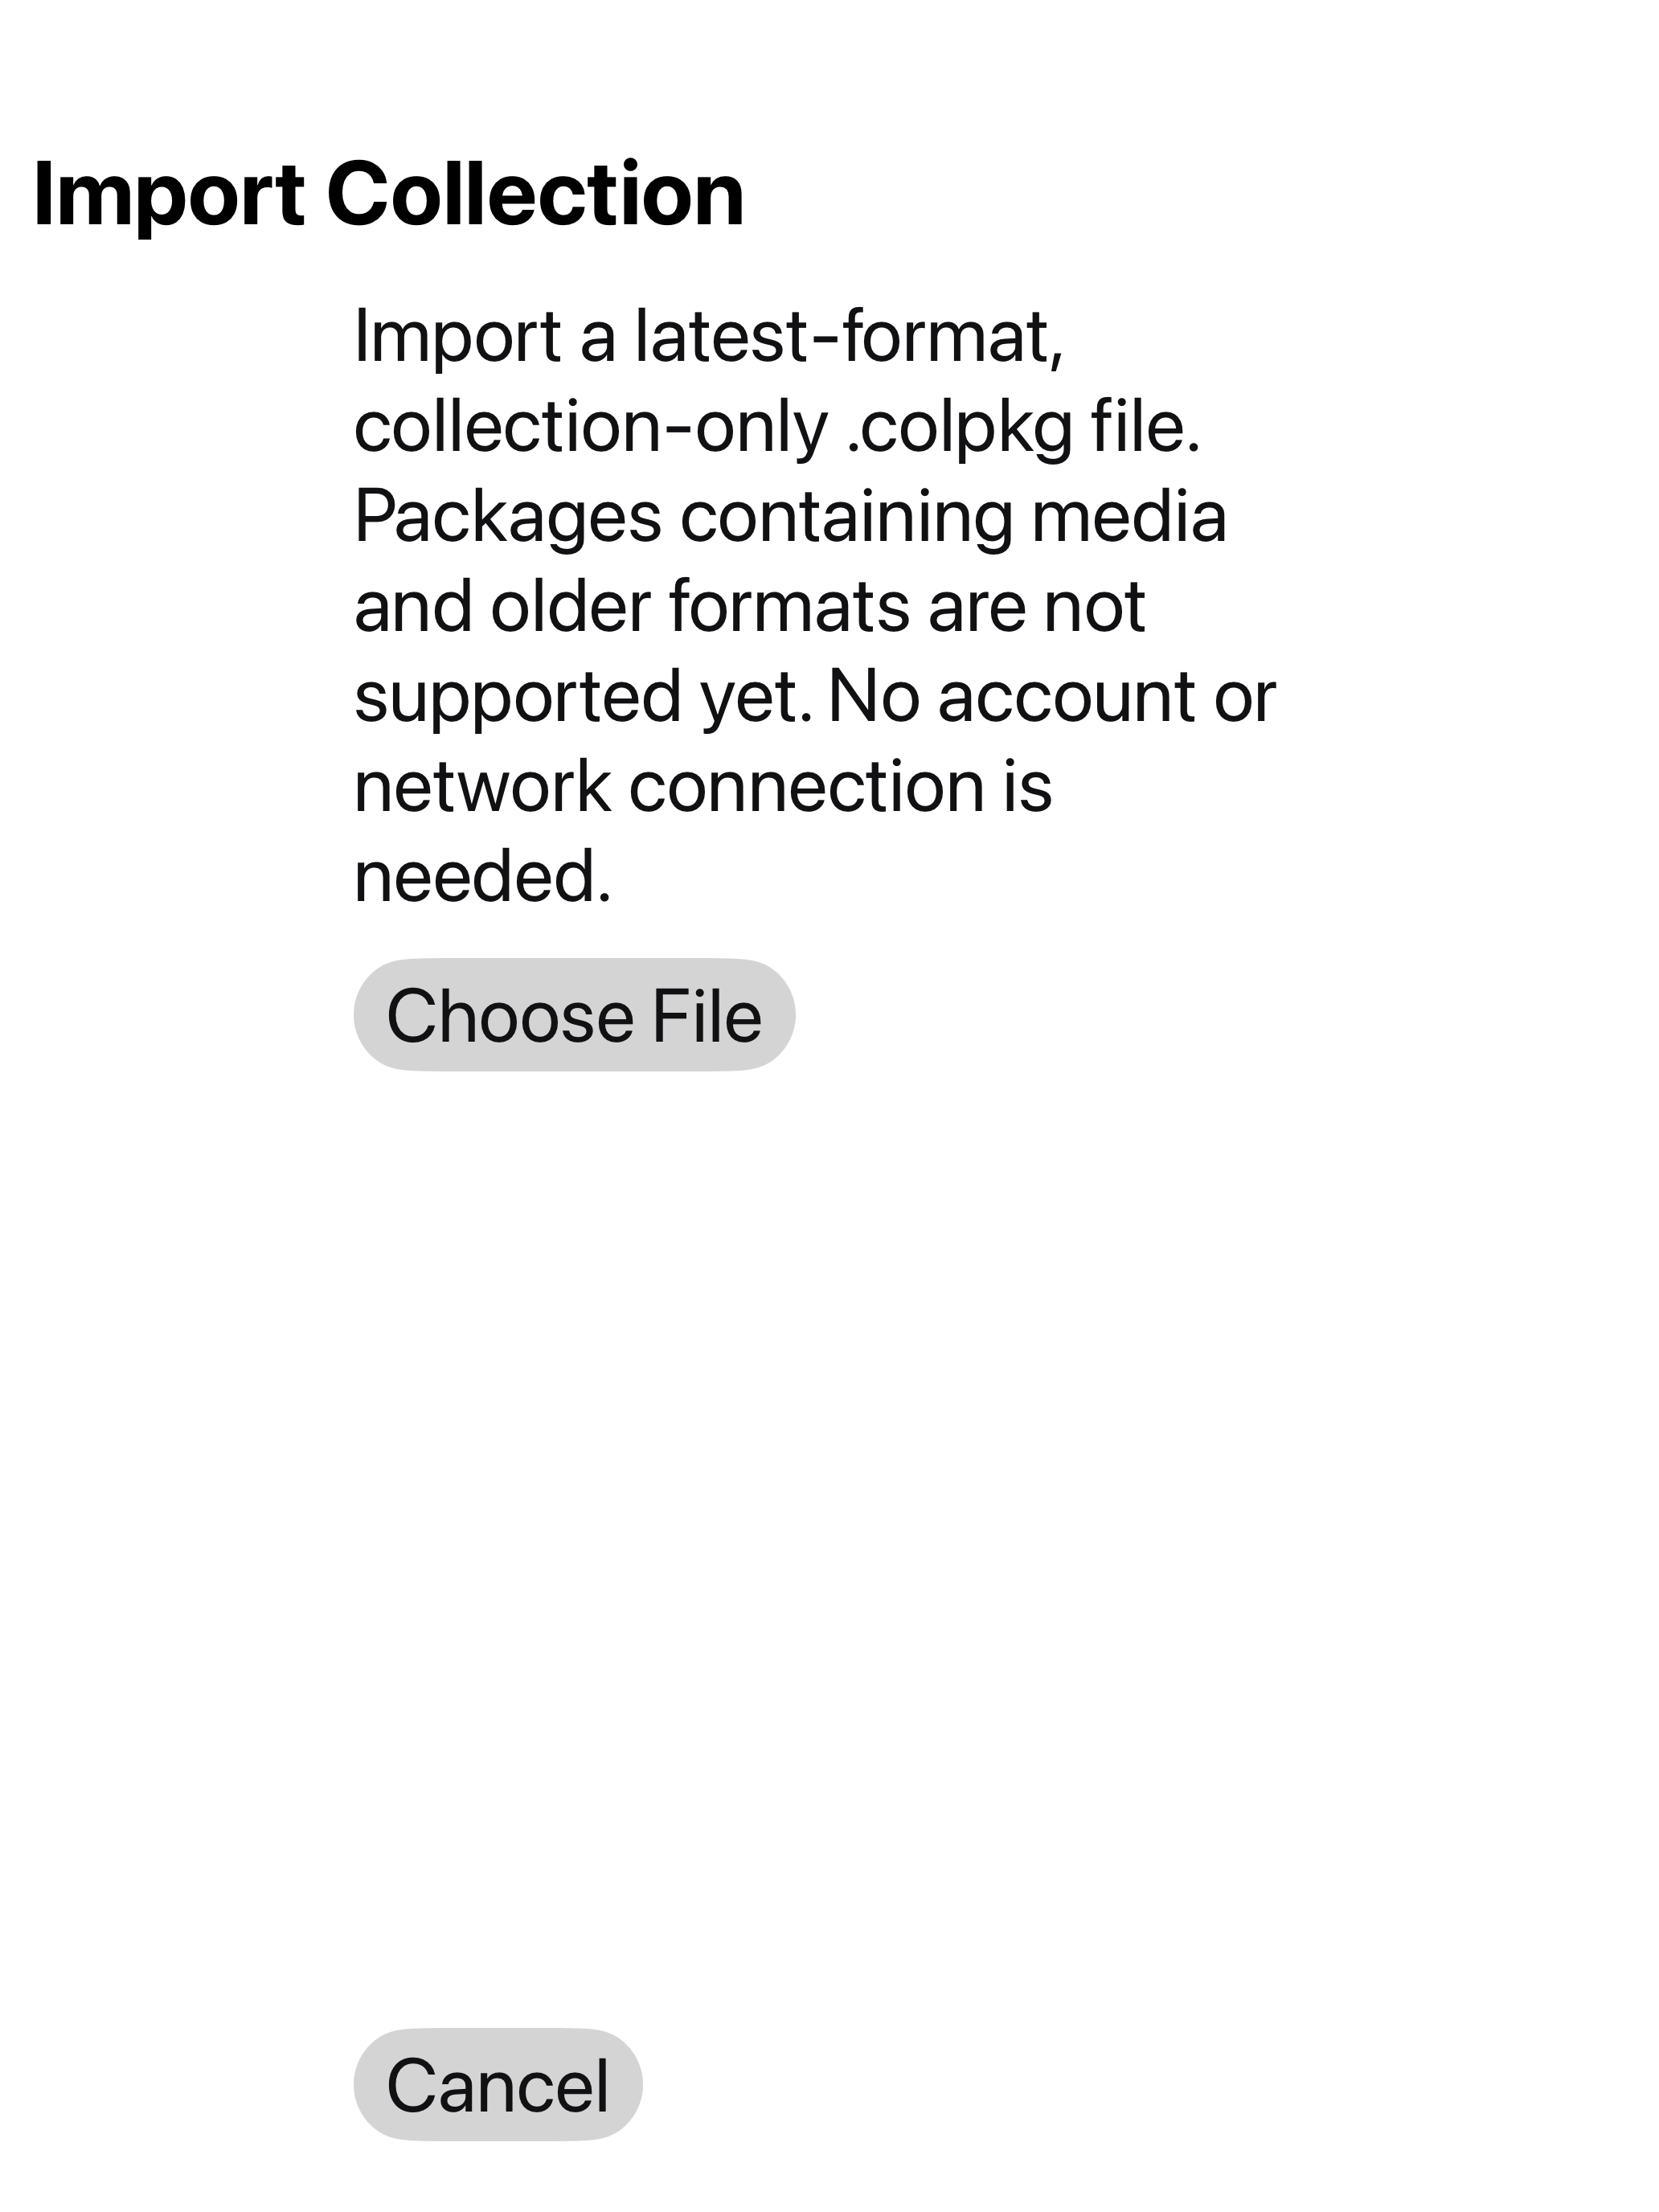 Import Collection
Import a latest-format,
collection-only .colpkg file.
Packages containing media
and older formats are not
supported yet. No account or
network connection is
needed.
Choose File
Cancel